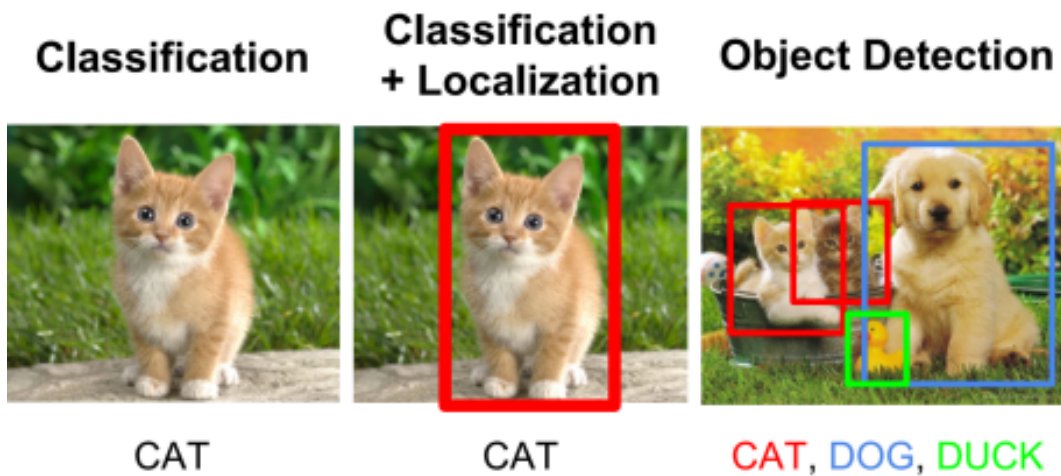 Classification
Classification
+ Localization
Object Detection
CAT
CAT
CAT, DOG, DUCK